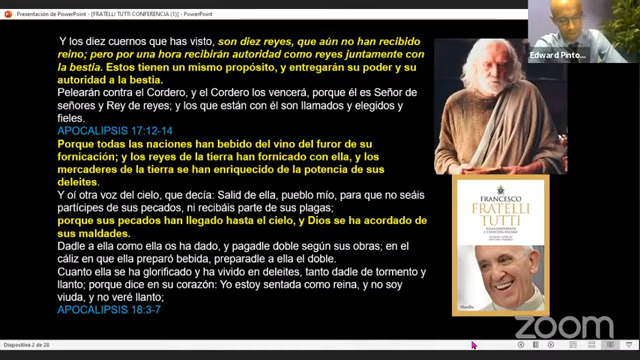 Presentación de PowerPoint - [FRATELLI TUTTI CONFERENCIA (1)] - PowerPoint
Y los diez cuernos que has visto, son diez reyes, que aún no han recibido
reino; pero por una hora recibirán autoridad como reyes juntamente con
la bestia. Estos tienen un mismo propósito, y entregarán su poder y su
autoridad a la bestia.
Pelearán contra el Cordero, y el Cordero los vencerá, porque él es Señor de
señores y Rey de reyes; y los que están con él son llamados y elegidos y
fieles.
APOCALIPSIS 17:12-14
Porque todas las naciones han bebido del vino del furor de su
fornicación; y los reyes de la tierra han fornicado con ella, y los
mercaderes de la tierra se han enriquecido de la potencia de sus
deleites.
Y oí otra voz del cielo, que decía: Salid de ella, pueblo mío, para que no seáis
partícipes de sus pecados, ni recibáis parte de sus plagas;
porque sus pecados han llegado hasta el cielo, y Dios se ha acordado de
sus maldades.
Dadle a ella como ella os ha dado, y pagadle doble según sus obras; en el
cáliz en que ella preparó bebida, preparadle a ella el doble.
Cuanto ella se ha glorificado y ha vivido en deleites, tanto dadle de tormento y
llanto; porque dice en su corazón: Yo estoy sentada como reina, y no soy
viuda, y no veré llanto;
APOCALIPSIS 18:3-7
Edward Pinto...
FRANCESCO
FRATELLI
TUTTI
zoom
Diapositiva 2 de 28